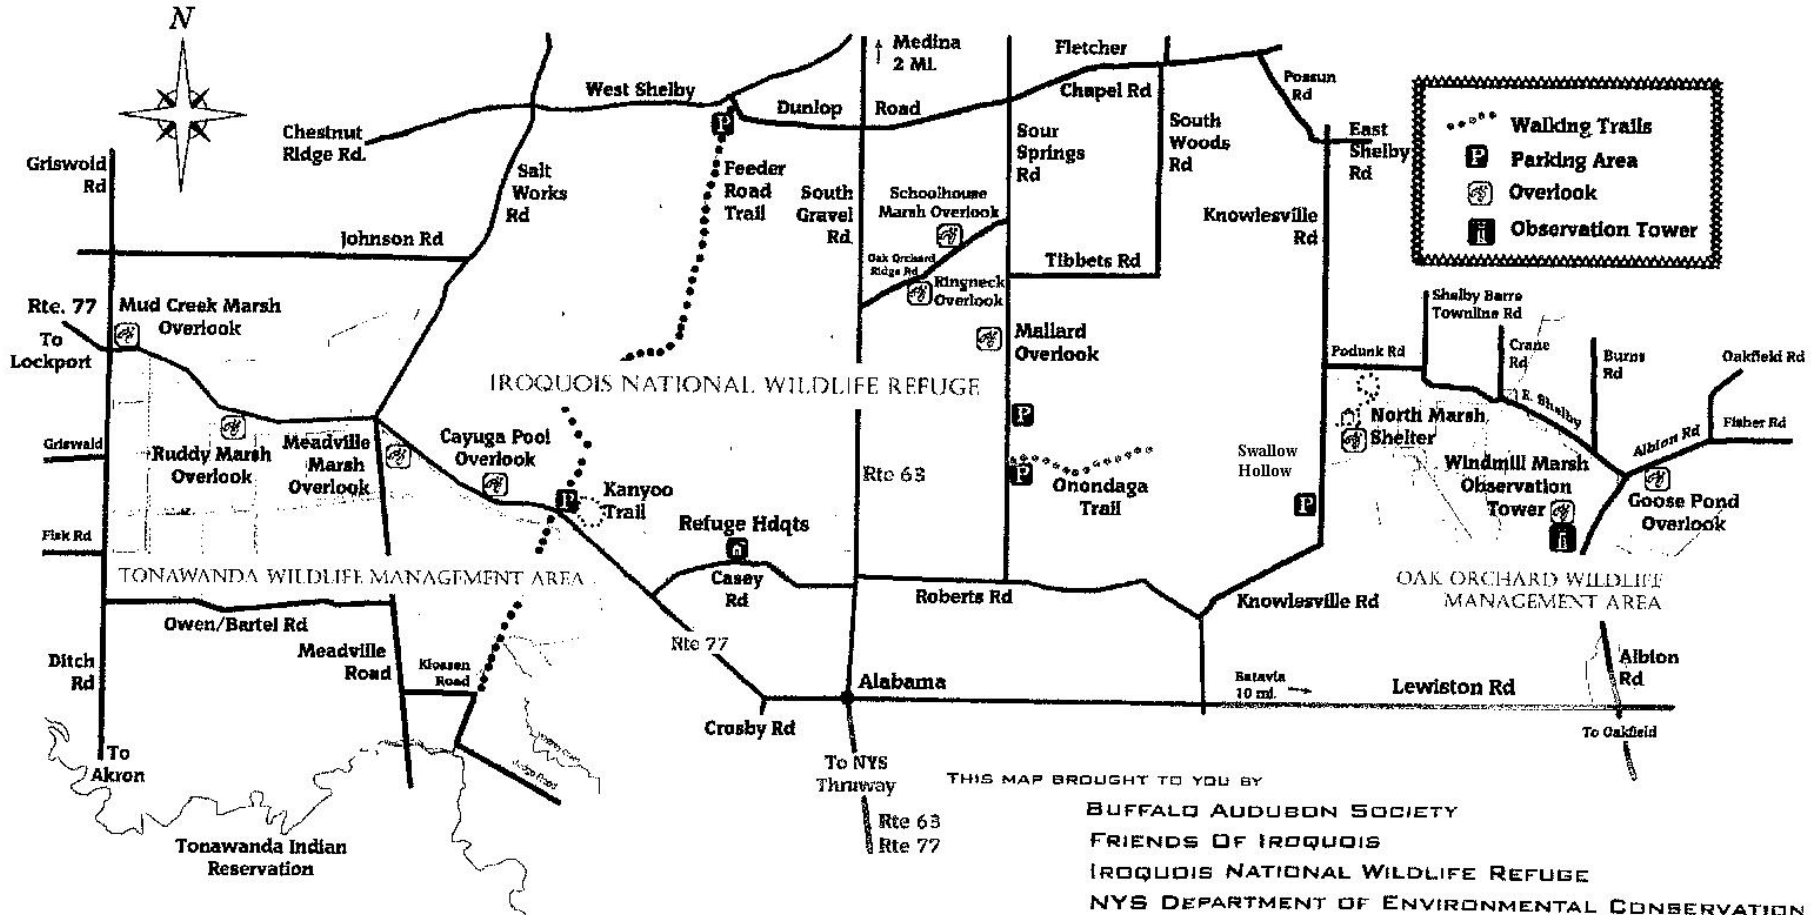 N
Medina
2 MI.
Fletcher
West Shelby
Chapel Rd
Possun
Rd
Dunlop
Road
Walking Trails
Chestnut
Ridge Rd.
P
Sour
Springs
Rd
South
Woods
Rd
East
Shelby
Rd
P
Parking Area
Griswold
Rd
Salt
Works
Rd
Feeder
Road
Trail
South
Gravel
Rd.
Schoolhouse
Marsh Overlook
Overlook
Knowlesville
Rd
Observation Tower
Johnson Rd
Oak Orchard
Ridge Rd
Tibbets Rd
Ringneck
Overlook
Rte. 77
To
Lockport
Mud Creek Marsh
Overlook
Shelby Barre
Townline Rd
Mallard
Overlook
Podunk Rd
Crane
Rd
Burns
Rd
Oakfield Rd
IROQUOIS NATIONAL WILDLIFE REFUGE
E. Shelby
P
North Marsh
Shelter
Albion Rd
Fisher Rd
Griswald
Ruddy Marsh
Overlook
Meadville
Marsh
Overlook
Cayuga Pool
Overlook
Swallow
Hollow
Rte 63
P
Onondaga
Trail
Windmill Marsh
Observation
Tower
Goose Pond
Overlook
P
Kanyoo
Trail
P
Refuge Hdqts
Fisk Rd
TONAWANDA WILDLIFE MANAGEMENT AREA
Casey
Rd
Roberts Rd
Knowlesville Rd
OAK ORCHARD WILDLIFE
MANAGEMENT AREA
Owen/Bartel Rd
Rte 77
Ditch
Rd
Meadville
Road
Klossen
Road
Albion
Rd
Alabama
Batavia
10 mi.
Lewiston Rd
Crosby Rd
To Oakfield
To
Akron
Judge Road
To NYS
Thruway
Rte 63
Rte 77
Tonawanda Indian
Reservation
THIS MAP BROUGHT TO YOU BY
BUFFALO AUDUBON SOCIETY
FRIENDS OF IROQUOIS
IROQUOIS NATIONAL WILDLIFE REFUGE
NYS DEPARTMENT OF ENVIRONMENTAL CONSERVATION